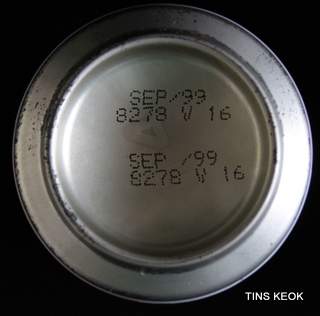 SEP/99
8278 V 16
SEP /99
8278 V 16
TINS KEOK